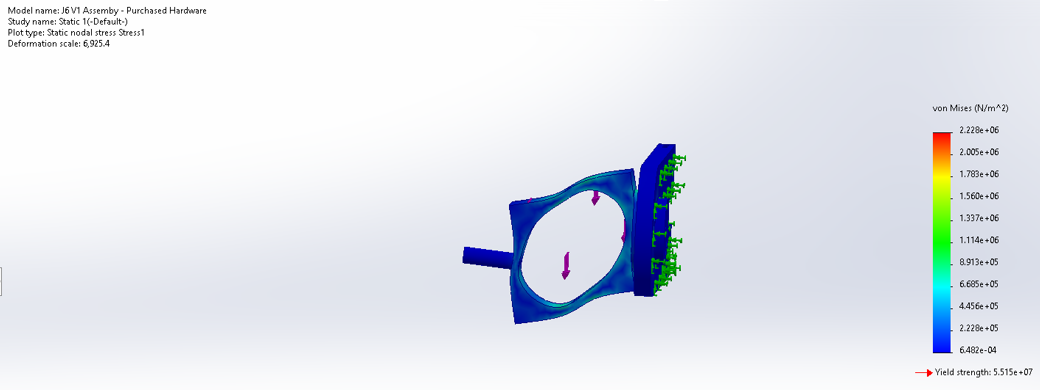 Model name: J6 V1 Assemby - Purchased Hardware
Study name: Static 1(-Default-)
Plot type: Static nodal stress Stress1
Deformation scale: 6,925.4
von Mises (N/m^2)
2.228e+06
2.005e+06
1.783e+06
1.560e+06
1.337e+06
1.114e+06
8.913e+05
6.685e+05
4.456e+05
2.228e+05
6.482e-04
Yield strength: 5.515e+07